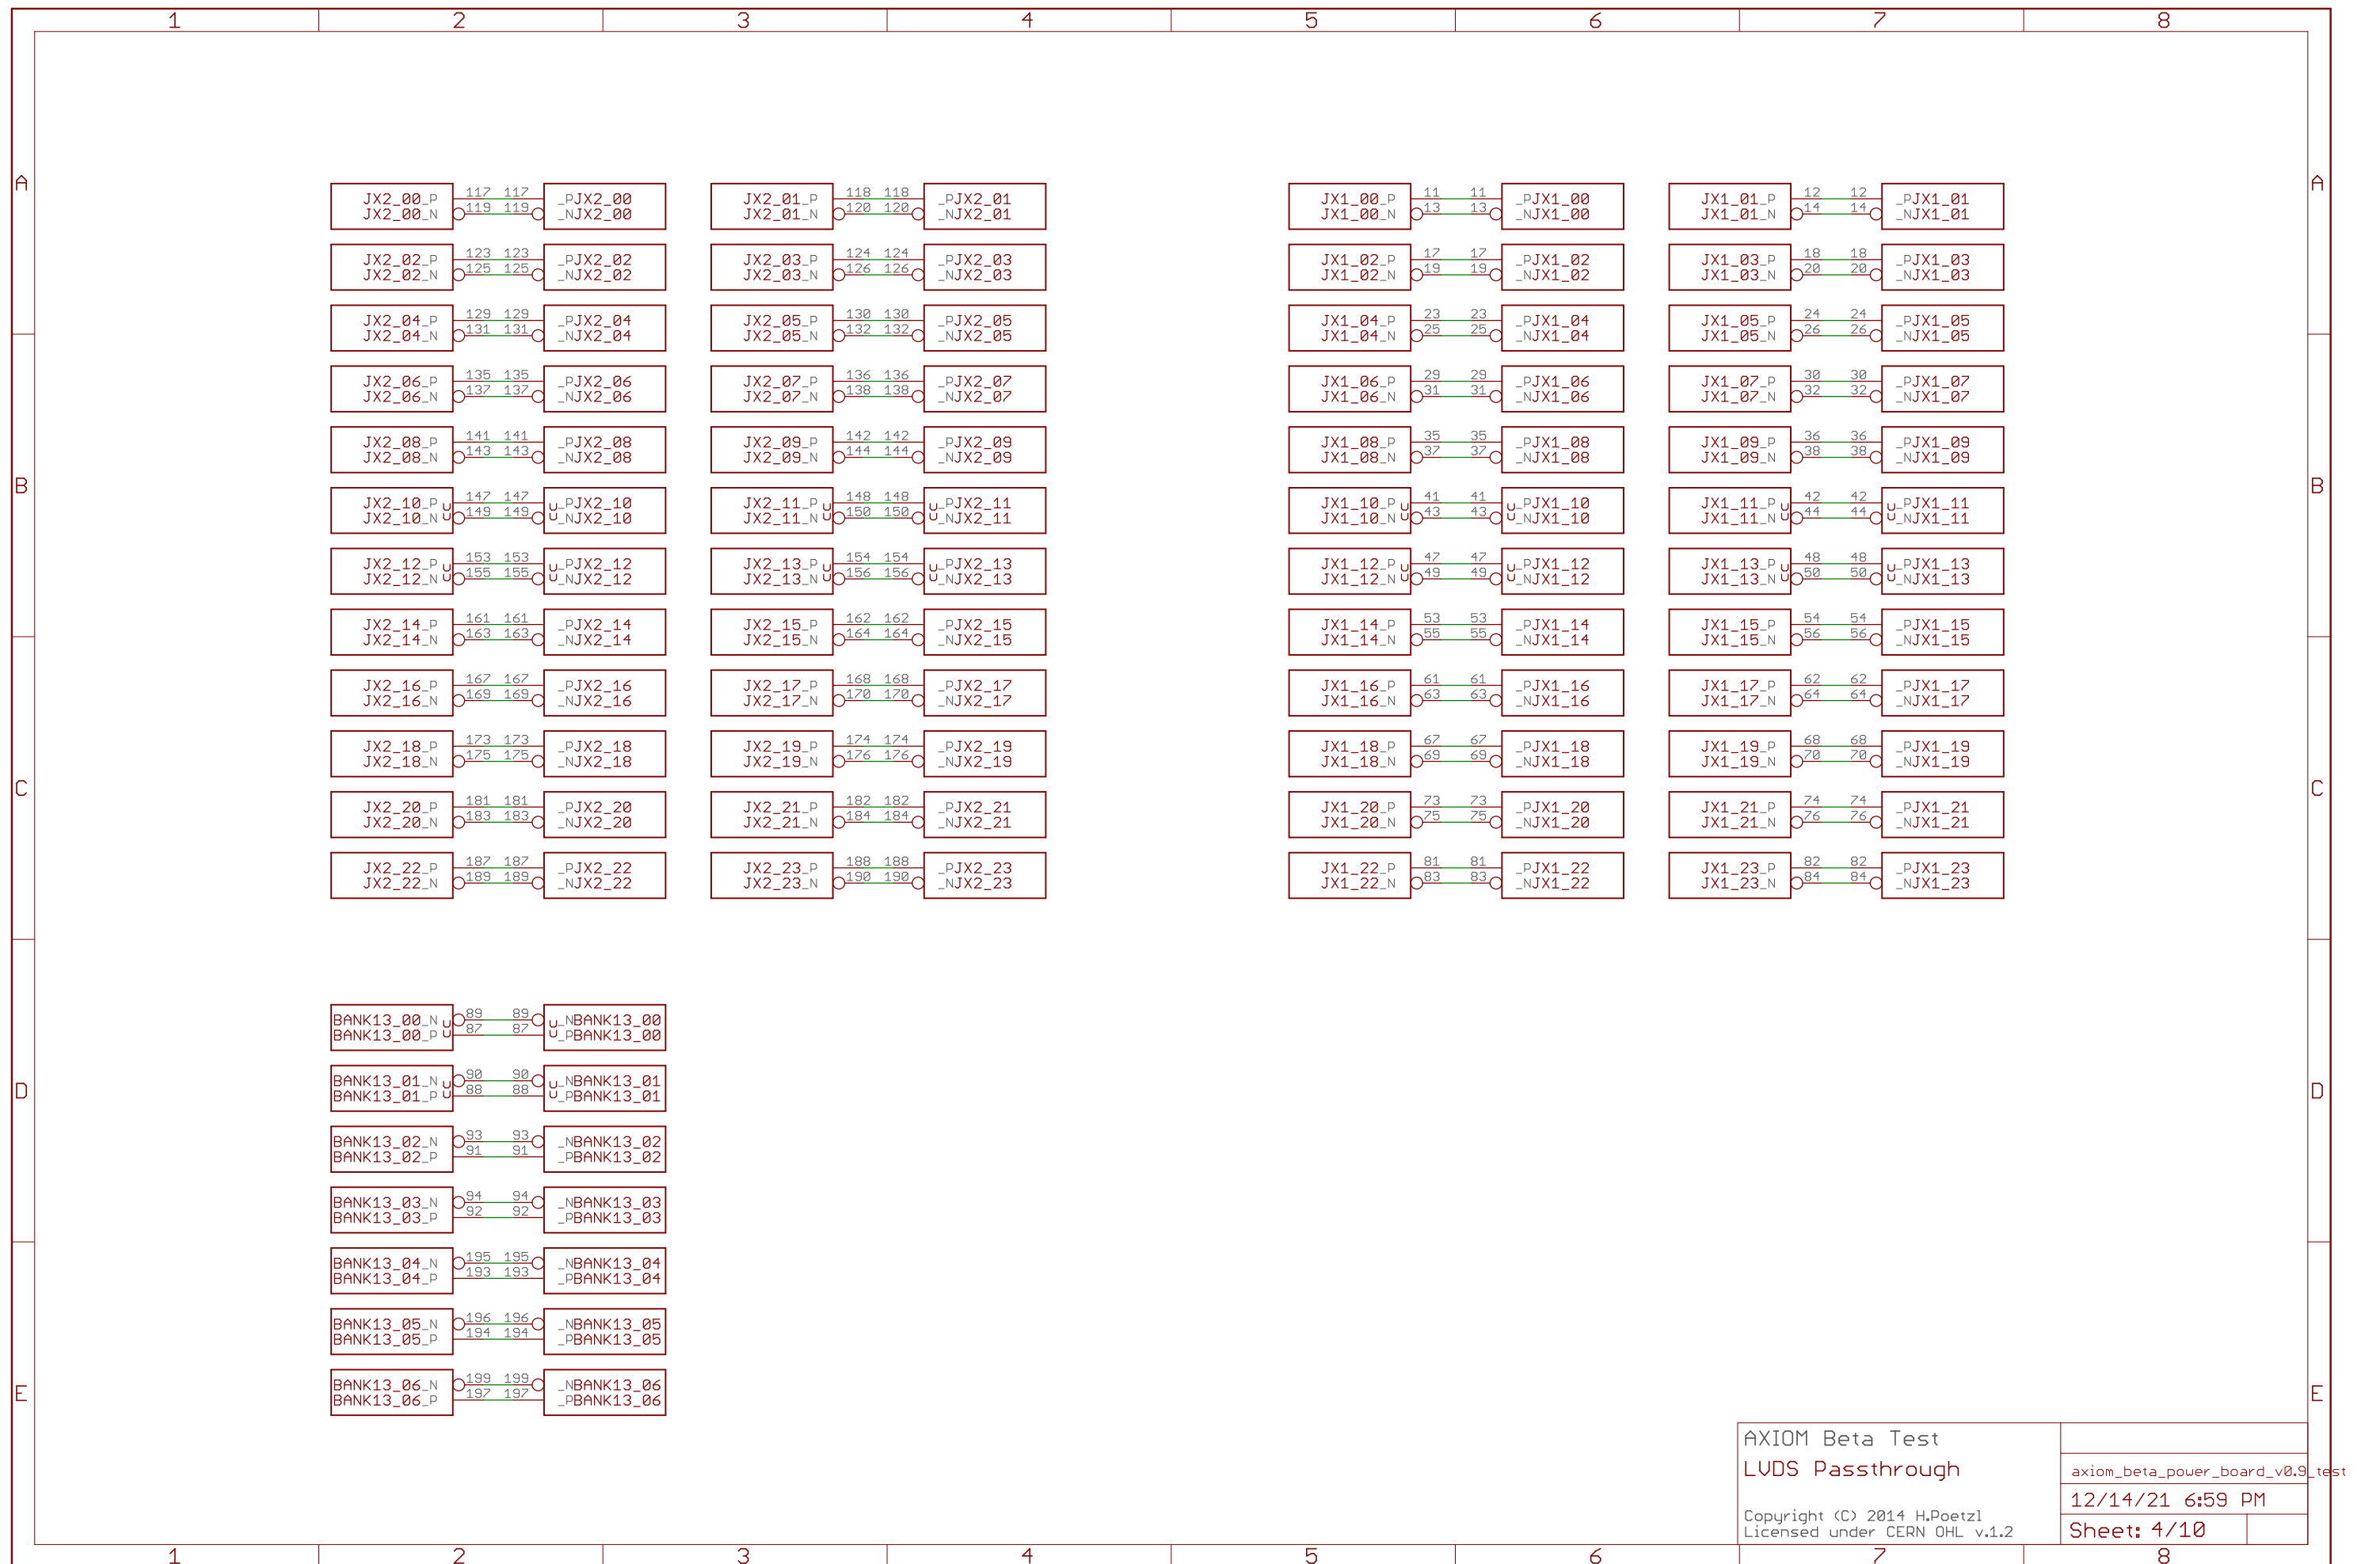 1 2 3 4 5 6 7 8
A A
JX2_00_P 117 117 _PJX2_00 JX2_01_P 118 118 _PJX2_01 JX1_00_P 11 11 _PJX1_00 JX1_01_P 12 12 _PJX1_01
JX2_00_N 119 119 _NJX2_00 JX2_01_N 120 120 _NJX2_01 JX1_00_N 13 13 _NJX1_00 JX1_01_N 14 14 _NJX1_01
JX2_02_P 123 123 _PJX2_02 JX2_03_P 124 124 _PJX2_03 JX1_02_P 17 17 _PJX1_02 JX1_03_P 18 18 _PJX1_03
JX2_02_N 125 125 _NJX2_02 JX2_03_N 126 126 _NJX2_03 JX1_02_N 19 19 _NJX1_02 JX1_03_N 20 20 _NJX1_03
JX2_04_P 129 129 _PJX2_04 JX2_05_P 130 130 _PJX2_05 JX1_04_P 23 23 _PJX1_04 JX1_05_P 24 24 _PJX1_05
JX2_04_N 131 131 _NJX2_04 JX2_05_N 132 132 _NJX2_05 JX1_04_N 25 25 _NJX1_04 JX1_05_N 26 26 _NJX1_05
JX2_06_P 135 135 _PJX2_06 JX2_07_P 136 136 _PJX2_07 JX1_06_P 29 29 _PJX1_06 JX1_07_P 30 30 _PJX1_07
JX2_06_N 137 137 _NJX2_06 JX2_07_N 138 138 _NJX2_07 JX1_06_N 31 31 _NJX1_06 JX1_07_N 32 32 _NJX1_07
JX2_08_P 141 141 _PJX2_08 JX2_09_P 142 142 _PJX2_09 JX1_08_P 35 35 _PJX1_08 JX1_09_P 36 36 _PJX1_09
JX2_08_N 143 143 _NJX2_08 JX2_09_N 144 144 _NJX2_09 JX1_08_N 37 37 _NJX1_08 JX1_09_N 38 38 _NJX1_09
B B
JX2_10_P U 147 147 U _PJX2_10 JX2_11_P U 148 148 U _PJX2_11 JX1_10_P U 41 41 U _PJX1_10 JX1_11_P U 42 42 U _PJX1_11
JX2_10_N U 149 149 U _NJX2_10 JX2_11_N U 150 150 U _NJX2_11 JX1_10_N U 43 43 U _NJX1_10 JX1_11_N U 44 44 U _NJX1_11
JX2_12_P U 153 153 U _PJX2_12 JX2_13_P U 154 154 U _PJX2_13 JX1_12_P U 47 47 U _PJX1_12 JX1_13_P U 48 48 U _PJX1_13
JX2_12_N U 155 155 U _NJX2_12 JX2_13_N U 156 156 U _NJX2_13 JX1_12_N U 49 49 U _NJX1_12 JX1_13_N U 50 50 U _NJX1_13
JX2_14_P 161 161 _PJX2_14 JX2_15_P 162 162 _PJX2_15 JX1_14_P 53 53 _PJX1_14 JX1_15_P 54 54 _PJX1_15
JX2_14_N 163 163 _NJX2_14 JX2_15_N 164 164 _NJX2_15 JX1_14_N 55 55 _NJX1_14 JX1_15_N 56 56 _NJX1_15
JX2_16_P 167 167 _PJX2_16 JX2_17_P 168 168 _PJX2_17 JX1_16_P 61 61 _PJX1_16 JX1_17_P 62 62 _PJX1_17
JX2_16_N 169 169 _NJX2_16 JX2_17_N 170 170 _NJX2_17 JX1_16_N 63 63 _NJX1_16 JX1_17_N 64 64 _NJX1_17
JX2_18_P 173 173 _PJX2_18 JX2_19_P 174 174 _PJX2_19 JX1_18_P 67 67 _PJX1_18 JX1_19_P 68 68 _PJX1_19
JX2_18_N 175 175 _NJX2_18 JX2_19_N 176 176 _NJX2_19 JX1_18_N 69 69 _NJX1_18 JX1_19_N 70 70 _NJX1_19
C C
JX2_20_P 181 181 _PJX2_20 JX2_21_P 182 182 _PJX2_21 JX1_20_P 73 73 _PJX1_20 JX1_21_P 74 74 _PJX1_21
JX2_20_N 183 183 _NJX2_20 JX2_21_N 184 184 _NJX2_21 JX1_20_N 75 75 _NJX1_20 JX1_21_N 76 76 _NJX1_21
JX2_22_P 187 187 _PJX2_22 JX2_23_P 188 188 _PJX2_23 JX1_22_P 81 81 _PJX1_22 JX1_23_P 82 82 _PJX1_23
JX2_22_N 189 189 _NJX2_22 JX2_23_N 190 190 _NJX2_23 JX1_22_N 83 83 _NJX1_22 JX1_23_N 84 84 _NJX1_23
BANK13_00_N U 89 89 U _NBANK13_00
BANK13_00_P U 87 87 U _PBANK13_00
BANK13_01_N U 90 90 U _NBANK13_01
BANK13_01_P U 88 88 U _PBANK13_01
D D
BANK13_02_N 93 93 _NBANK13_02
BANK13_02_P 91 91 _PBANK13_02
BANK13_03_N 94 94 _NBANK13_03
BANK13_03_P 92 92 _PBANK13_03
BANK13_04_N 195 195 _NBANK13_04
BANK13_04_P 193 193 _PBANK13_04
BANK13_05_N 196 196 _NBANK13_05
BANK13_05_P 194 194 _PBANK13_05
BANK13_06_N 199 199 _NBANK13_06
BANK13_06_P 197 197 _PBANK13_06
E E
AXIOM Beta Test
LVDS Passthrough
axiom_beta_power_board_v0.9_test
12/14/21 6:59 PM
Copyright (C) 2014 H.Poetzl
Licensed under CERN OHL v.1.2
Sheet: 4/10
1 2 3 4 5 6 7 8